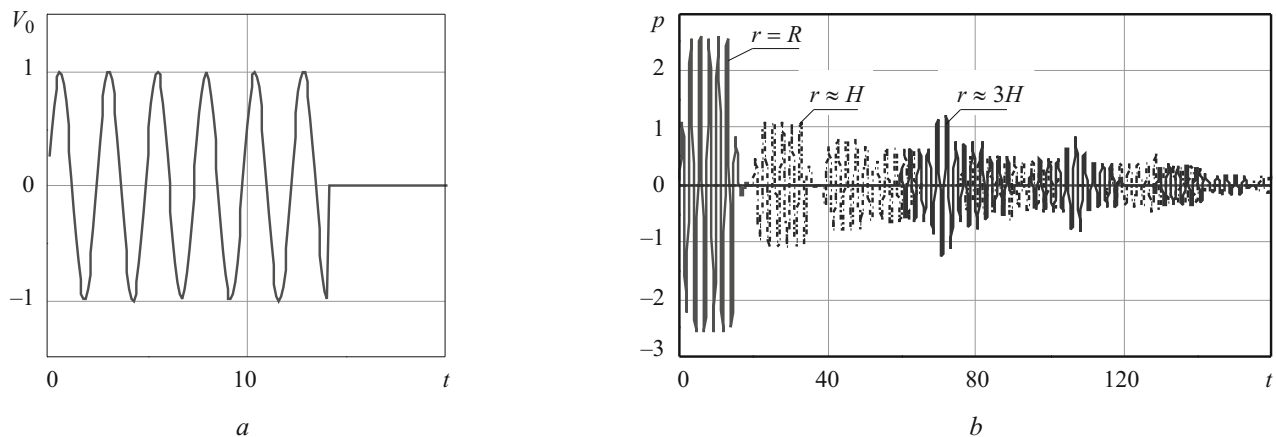 V₀
1
0
–1
0 10 t
a
p
2
1
0
–1
–2
–3
r = R
r ≈ H
r ≈ 3H
0 40 80 120 t
b